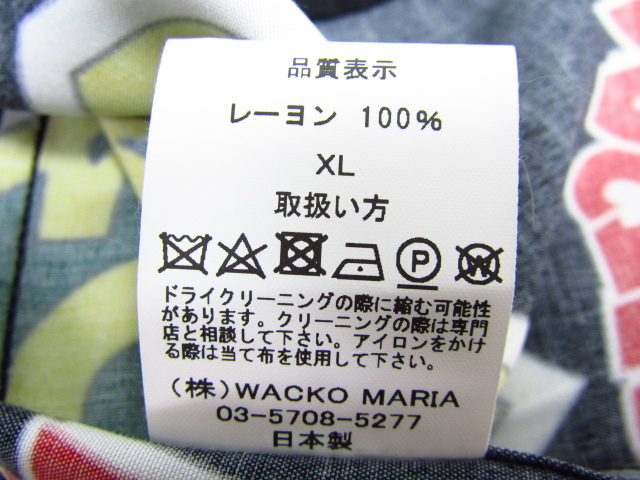 品質表示
レーヨン 100%
XL
取扱い方
P W
ドライクリーニングの際に縮む可能性
があります。クリーニングの際は専門
店と相談して下さい。アイロンをかけ
る際は当て布を使用して下さい。
(株)WACKO MARIA
03-5708-5277
日本製